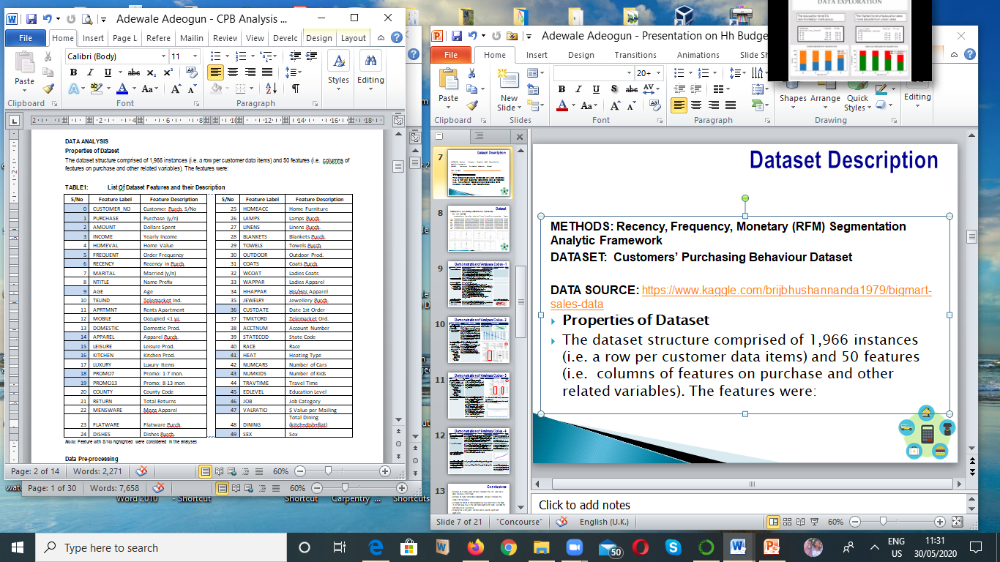 Adewale Adeogun - CPB Analysis ...
File Home Insert Page L Refere Mailin Review View Develc Design Layout
Calibri (Body) 11
Paste
Styles
Editing
Clipboard Font Paragraph
DATA ANALYSIS
Properties of Dataset
The dataset structure comprised of 1,966 instances (i.e. a row per customer data items) and 50 features (i.e. columns of
features on purchase and other related variables). The features were:
TABLE1: List Of Dataset Features and their Description
S/No Feature Label Feature Description S/No Feature Label Feature Description
0 CUSTOMER_NO Customer Purch. S/No 25 HOMEACC Home Furniture
1 PURCHASE Purchase (y/n) 26 LAMPS Lamps Purch.
2 AMOUNT Dollars Spent 27 LINENS Linens Purch.
3 INCOME Yearly Income 28 BLANKETS Blankets Purch.
4 HOMEVAL Home Value 29 TOWELS Towels Purch.
5 FREQUENT Order Frequency 30 OUTDOOR Outdoor Prod.
6 RECENCY Recency in Purch. 31 COATS Coats Purch.
7 MARITAL Married (y/n) 32 WCOAT Ladies Coats
8 NTITLE Name Prefix 33 WAPPAR Ladies Apparel
9 AGE Age 34 HHAPPAR His/Her Apparel
10 TELIND Telemarket Ind. 35 JEWELRY Jewellery Purch.
11 APRTMNT Rents Apartment 36 CUSTDATE Date 1st Order
12 MOBILE Occupied <1 yr. 37 TMKTORD Telemarket Ord.
13 DOMESTIC Domestic Prod. 38 ACCTNUM Account Number
14 APPAREL Apparel Purch. 39 STATECOD State Code
15 LEISURE Leisure Prod. 40 RACE Race
16 KITCHEN Kitchen Prod. 41 HEAT Heating Type
17 LUXURY Luxury Items 42 NUMCARS Number of Cars
18 PROMO7 Promo: 1-7 mon. 43 NUMKIDS Number of Kids
19 PROMO13 Promo: 8-13 mon 44 TRAVTIME Travel Time
20 COUNTY County Code 45 EDLEVEL Education Level
21 RETURN Total Returns 46 JOB Job Category
22 MENSWARE Mens Apparel 47 VALRATIO $ Value per Mailing
23 FLATWARE Flatware Purch. 48 DINING Total Dining (kitch+dish+flat)
24 DISHES Dishes Purch. 49 SEX Sex
Note: Feature with S/No highlighted were considered in the analyses
Data Pre-processing
Page: 2 of 14 Words: 2,271 60%
Page: 1 of 30 Words: 7,658 60%
Word 2010 - Shortcut Shortcut Carpentry ... Shortcuts
Adewale Adeogun - Presentation on Hh Budge
File Home Insert Design Transitions Animations Slide Sh
20+
Paste
New Slide
Shapes Arrange Quick Styles
Editing
Clipboard Slides Font Paragraph Drawing
DATA EXPLORATION
7 Dataset Description
8 Dataset
9 Demonstration of Analyses Codes - 1
10 Demonstration of Analyses Codes - 2
11 Demonstration of Analyses Codes - 3
12 Demonstration of Analyses Codes - 4
13 Conclusions
Dataset Description
METHODS: Recency, Frequency, Monetary (RFM) Segmentation
Analytic Framework
DATASET: Customers’ Purchasing Behaviour Dataset
DATA SOURCE: https://www.kaggle.com/brijbhushannanda1979/bigmart-
sales-data
Properties of Dataset
The dataset structure comprised of 1,966 instances
(i.e. a row per customer data items) and 50 features
(i.e. columns of features on purchase and other
related variables). The features were:
Click to add notes
Slide 7 of 21 "Concourse" English (U.K.) 60%
Type here to search
50
ENG
US
11:31
30/05/2020